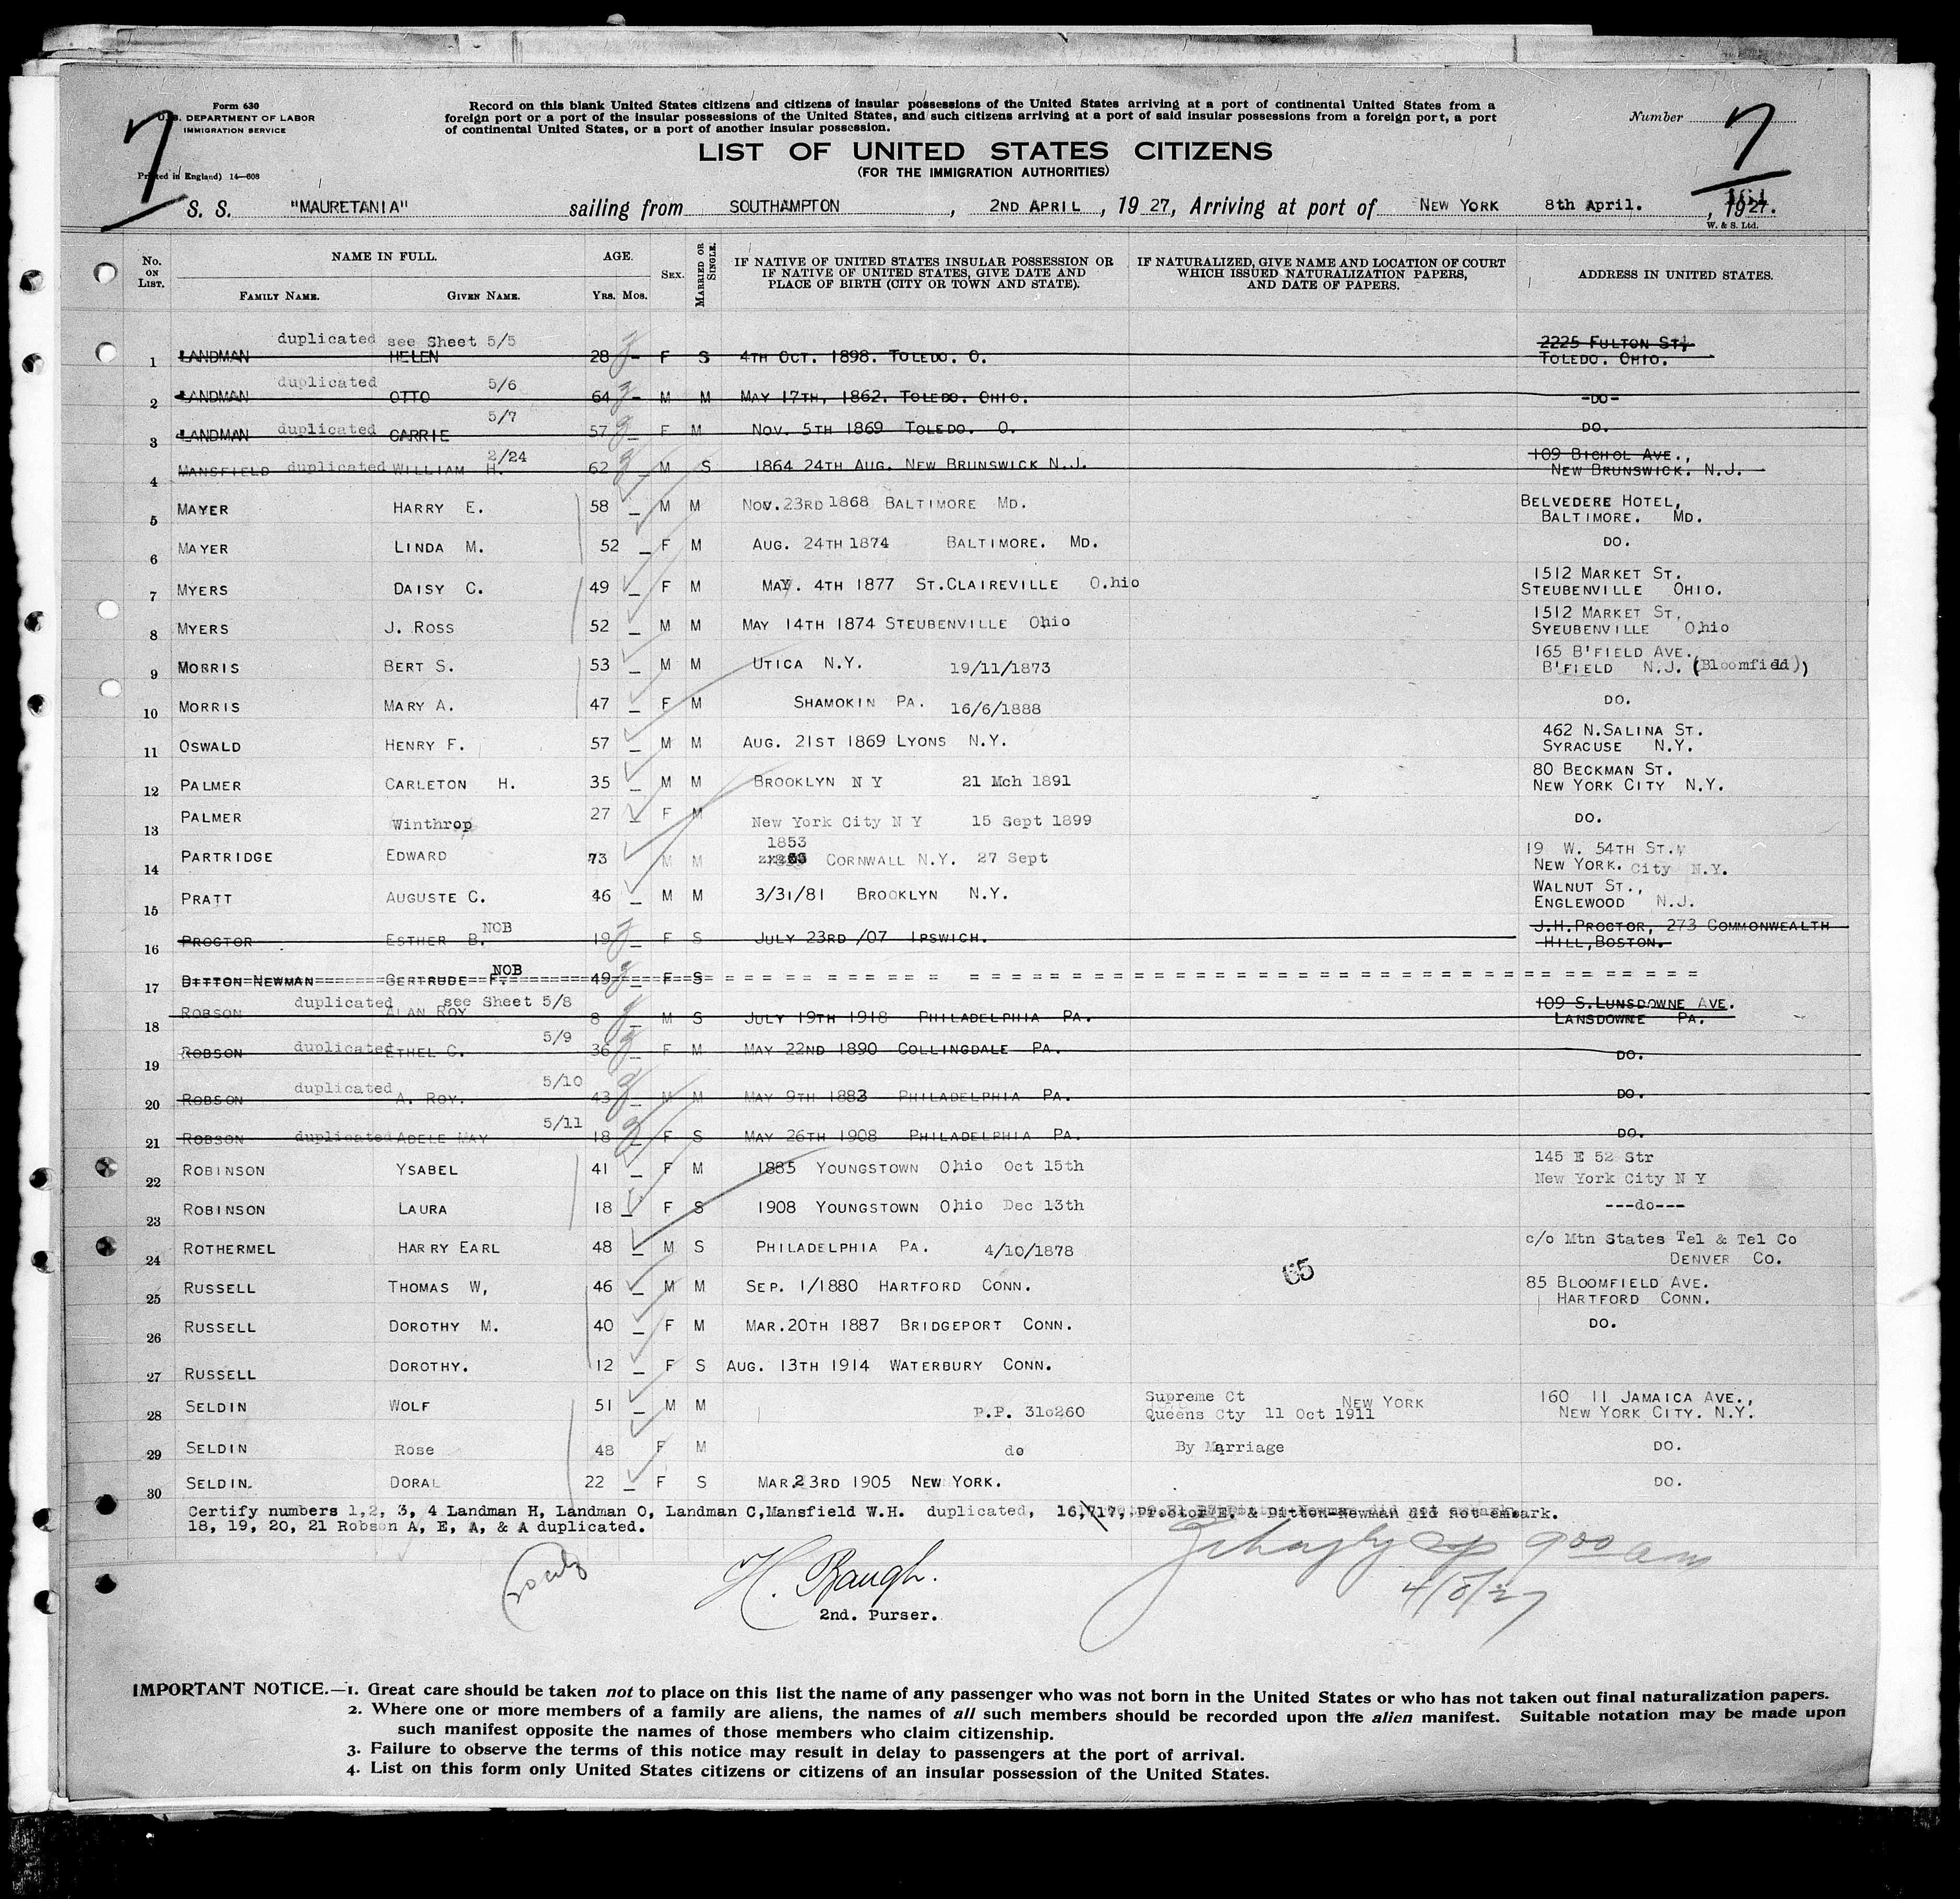 Form 630
U.S. DEPARTMENT OF LABOR
IMMIGRATION SERVICE
Printed in England) 14—608
7
Record on this blank United States citizens and citizens of insular possessions of the United States arriving at a port of continental United States from a
foreign port or a port of the insular possessions of the United States, and such citizens arriving at a port of said insular possessions from a foreign port, a port
of continental United States, or a port of another insular possession.
Number 7
LIST OF UNITED STATES CITIZENS
(FOR THE IMMIGRATION AUTHORITIES)
161
S. S. "MAURETANIA" sailing from SOUTHAMPTON, 2ND APRIL, 19 27, Arriving at port of NEW YORK 8th April., 1927.
W. & S. Ltd.
No. ON LIST. NAME IN FULL. FAMILY NAME. GIVEN NAME. AGE. YRS. MOS. SEX. MARRIED OR SINGLE. IF NATIVE OF UNITED STATES INSULAR POSSESSION OR IF NATIVE OF UNITED STATES, GIVE DATE AND PLACE OF BIRTH (CITY OR TOWN AND STATE). IF NATURALIZED, GIVE NAME AND LOCATION OF COURT WHICH ISSUED NATURALIZATION PAPERS, AND DATE OF PAPERS. ADDRESS IN UNITED STATES.
duplicated see Sheet 5/5
1 LANDMAN HELEN 28 - F S 4TH OCT. 1898. TOLEDO. O. 2225 FULTON ST; TOLEDO. OHIO.
duplicated 5/6
2 LANDMAN OTTO 64 - M M MAY 17TH, 1862. TOLEDO. OHIO. -DO-
5/7
3 LANDMAN duplicated CARRIE 57 - F M NOV. 5TH 1869 TOLEDO. O. DO.
2/24
4 MANSFIELD duplicated WILLIAM H. 62 - M S 1864 24TH AUG. NEW BRUNSWICK N.J. 109 BICHOL AVE., NEW BRUNSWICK. N.J.
5 MAYER HARRY E. 58 - M M NOV. 23RD 1868 BALTIMORE MD. BELVEDERE HOTEL, BALTIMORE. MD.
6 MAYER LINDA M. 52 - F M AUG. 24TH 1874 BALTIMORE. MD. DO.
7 MYERS DAISY C. 49 - F M MAY. 4TH 1877 ST.CLAIREVILLE O.hio 1512 MARKET ST. STEUBENVILLE OHIO.
8 MYERS J. ROSS 52 - M M MAY 14TH 1874 STEUBENVILLE Ohio 1512 MARKET ST, SYEUBENVILLE Ohio
9 MORRIS BERT S. 53 - M M UTICA N.Y. 19/11/1873 165 B'FIELD AVE. B'FIELD N.J. (Bloomfield)
10 MORRIS MARY A. 47 - F M SHAMOKIN PA. 16/6/1888 DO.
11 OSWALD HENRY F. 57 - M M AUG. 21ST 1869 LYONS N.Y. 462 N.SALINA ST. SYRACUSE N.Y.
12 PALMER CARLETON H. 35 - M M BROOKLYN N Y 21 Mch 1891 80 BECKMAN ST. NEW YORK CITY N.Y.
13 PALMER Winthrop 27 - F M New York City N Y 15 Sept 1899 DO.
14 PARTRIDGE EDWARD 73 M M 1853 CORNWALL N.Y. 27 Sept 19 W. 54TH ST. NEW YORK. City N.Y.
15 PRATT AUGUSTE C. 46 - M M 3/31/81 BROOKLYN N.Y. WALNUT ST., ENGLEWOOD N.J.
NOB
16 PROCTOR ESTHER B. 19 - F S JULY 23RD /07 IPSWICH. J.H.PROCTOR, 273 COMMONWEALTH HILL, BOSTON.
NOB
17 DITTON-NEWMAN GERTRUDE F. 49 - F S
duplicated see Sheet 5/8
18 ROBSON ALAN ROY 8 M S JULY 19TH 1918 PHILADELPHIA PA. 109 S.LUNSDOWNE AVE. LANSDOWNE PA.
5/9
19 ROBSON duplicated ETHEL C. 36 - F M MAY 22ND 1890 COLLINGDALE PA. DO.
duplicated 5/10
20 ROBSON A. ROY. 43 - M M MAY 9TH 1883 PHILADELPHIA PA. DO.
5/11
21 ROBSON duplicated ADELE MAY 18 - F S MAY 26TH 1908 PHILADELPHIA PA. DO.
22 ROBINSON YSABEL 41 - F M 1885 YOUNGSTOWN Ohio Oct 15th 145 E 52 Str New York City N Y
23 ROBINSON LAURA 18 - F S 1908 YOUNGSTOWN Ohio Dec 13th ---do---
24 ROTHERMEL HARRY EARL 48 - M S PHILADELPHIA PA. 4/10/1878 c/o Mtn States Tel & Tel Co DENVER CO.
65
25 RUSSELL THOMAS W, 46 - M M SEP. 1/1880 HARTFORD CONN. 85 BLOOMFIELD AVE. HARTFORD CONN.
26 RUSSELL DOROTHY M. 40 - F M MAR.20TH 1887 BRIDGEPORT CONN. DO.
27 RUSSELL DOROTHY. 12 - F S AUG. 13TH 1914 WATERBURY CONN.
28 SELDIN WOLF 51 - M M P.P. 310260 Supreme Ct NEW YORK Queens Cty 11 Oct 1911 160 11 JAMAICA AVE., NEW YORK CITY. N.Y.
29 SELDIN Rose 48 F M do By Marriage DO.
30 SELDIN. DORAL 22 - F S MAR.23RD 1905 NEW YORK. DO.
Certify numbers 1,2, 3, 4 Landman H, Landman O, Landman C,Mansfield W.H. duplicated, 16, 17, Proctor E. & Ditton-Newman did not embark.
18, 19, 20, 21 Robson A, E, A, & A duplicated.
H. Baugh.
2nd. Purser.
9 00 am
4/8/27
IMPORTANT NOTICE.—1. Great care should be taken not to place on this list the name of any passenger who was not born in the United States or who has not taken out final naturalization papers.
2. Where one or more members of a family are aliens, the names of all such members should be recorded upon the alien manifest. Suitable notation may be made upon
such manifest opposite the names of those members who claim citizenship.
3. Failure to observe the terms of this notice may result in delay to passengers at the port of arrival.
4. List on this form only United States citizens or citizens of an insular possession of the United States.